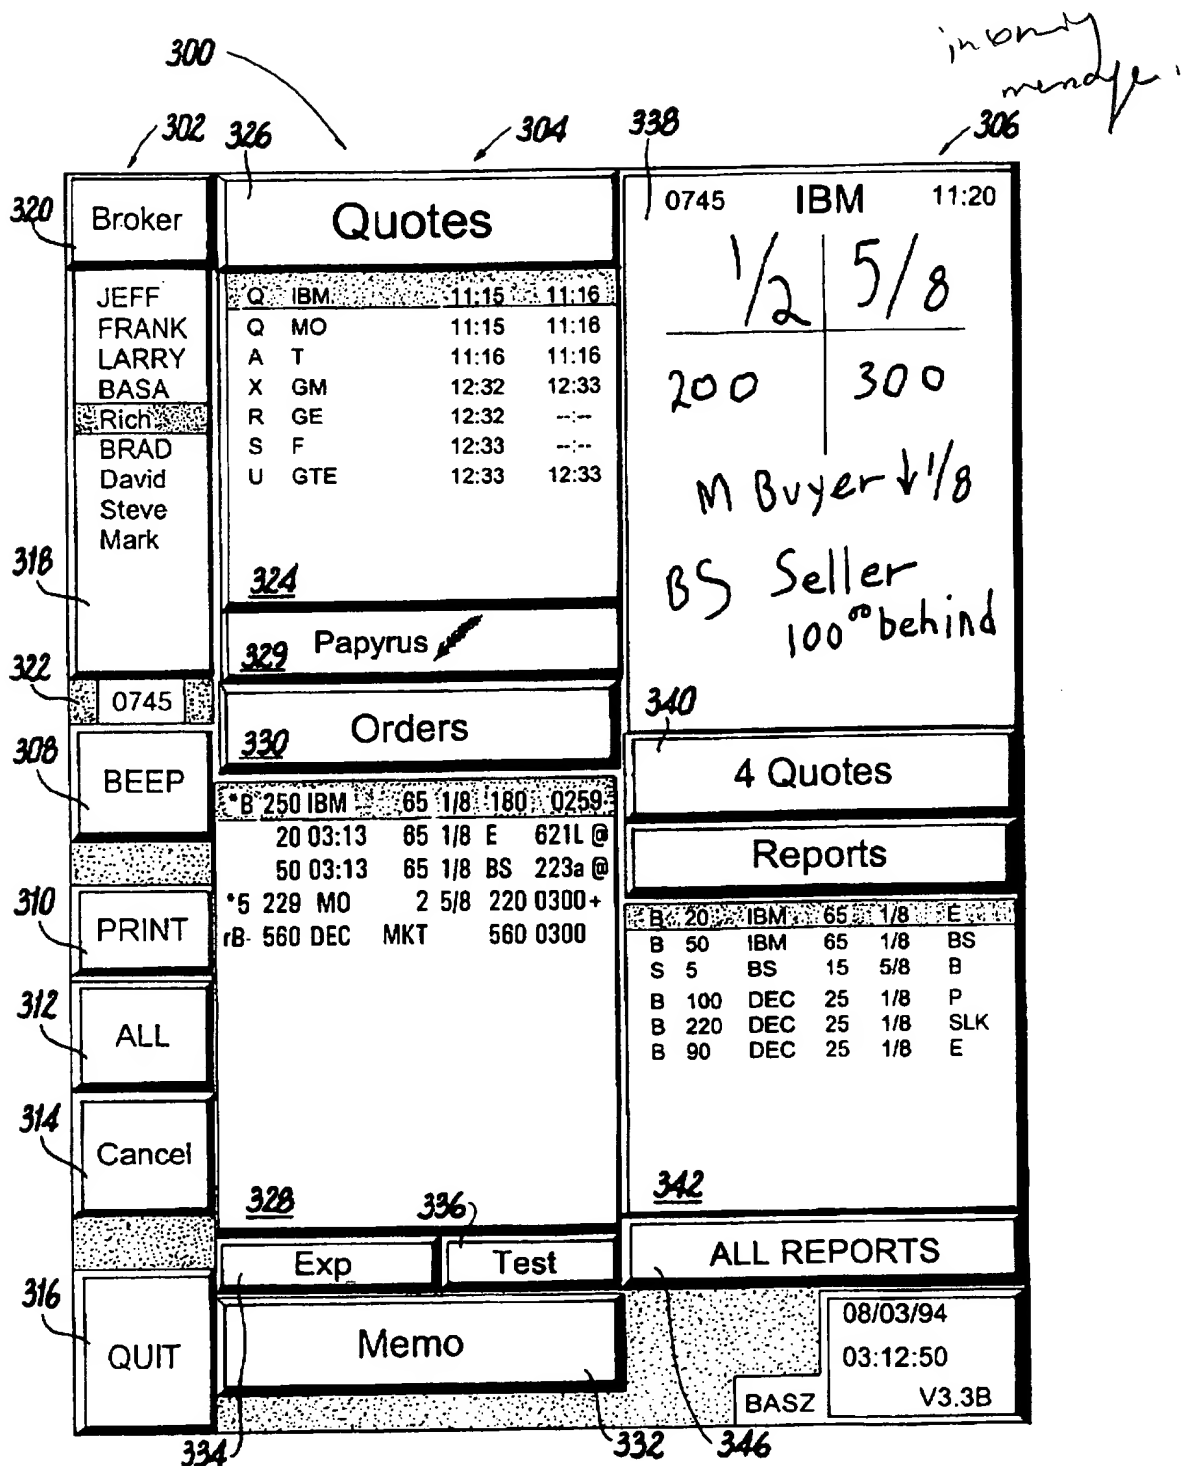 300
302
326
304
338
306
320
Broker
JEFF
FRANK
LARRY
BASA
Rich
BRAD
David
Steve
Mark
318
322
0745
308
BEEP
310
PRINT
312
ALL
314
Cancel
316
QUIT
Quotes
Q IBM 11:15 11:16
Q MO 11:15 11:16
A T 11:16 11:16
X GM 12:32 12:33
R GE 12:32 --:--
S F 12:33 --:--
U GTE 12:33 12:33
324
329 Papyrus
330 Orders
*B 250 IBM 65 1/8 180 0259-
20 03:13 65 1/8 E 621L @
50 03:13 65 1/8 BS 223a @
*5 229 MO 2 5/8 220 0300+
rB- 560 DEC MKT 560 0300
328
336
Exp Test
Memo
334
332
0745 IBM 11:20
1/2 5/8
200 300
M Buyer ↓ 1/8
BS Seller
100⁰⁰ behind
340
4 Quotes
Reports
B 20 IBM 65 1/8 E
B 50 IBM 65 1/8 BS
S 5 BS 15 5/8 B
B 100 DEC 25 1/8 P
B 220 DEC 25 1/8 SLK
B 90 DEC 25 1/8 E
342
ALL REPORTS
346
08/03/94
03:12:50
BASZ V3.3B